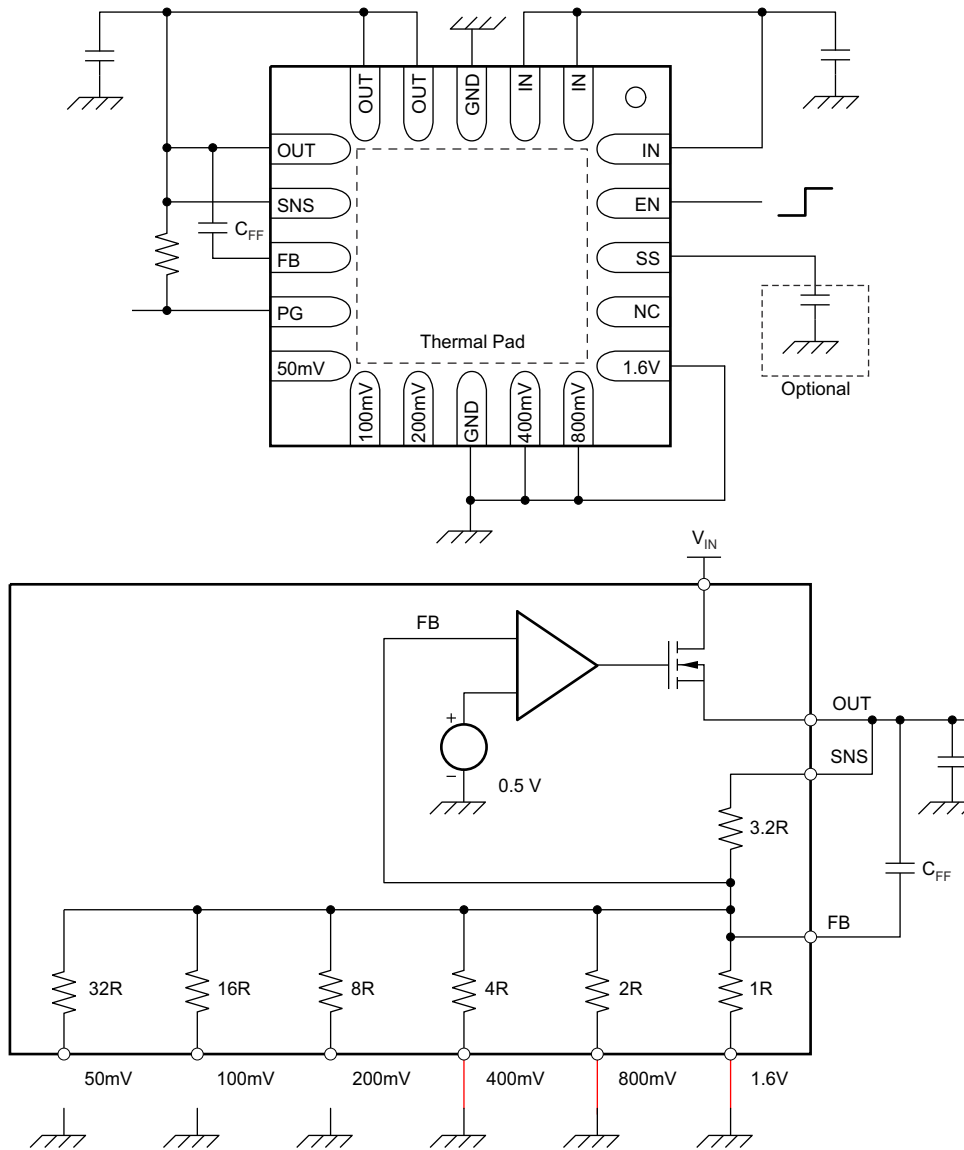 OUT
OUT
GND
IN
IN
OUT
IN
SNS
EN
C_FF
FB
SS
PG
NC
Thermal Pad
50mV
1.6V
Optional
100mV
200mV
GND
400mV
800mV
V_IN
FB
OUT
+
SNS
−
0.5 V
3.2R
C_FF
FB
32R
16R
8R
4R
2R
1R
50mV
100mV
200mV
400mV
800mV
1.6V